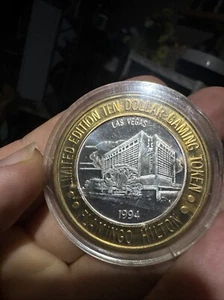 LIMITED EDITION TEN DOLLAR GAMING TOKEN
LAS VEGAS
1994
FLAMINGO HILTON